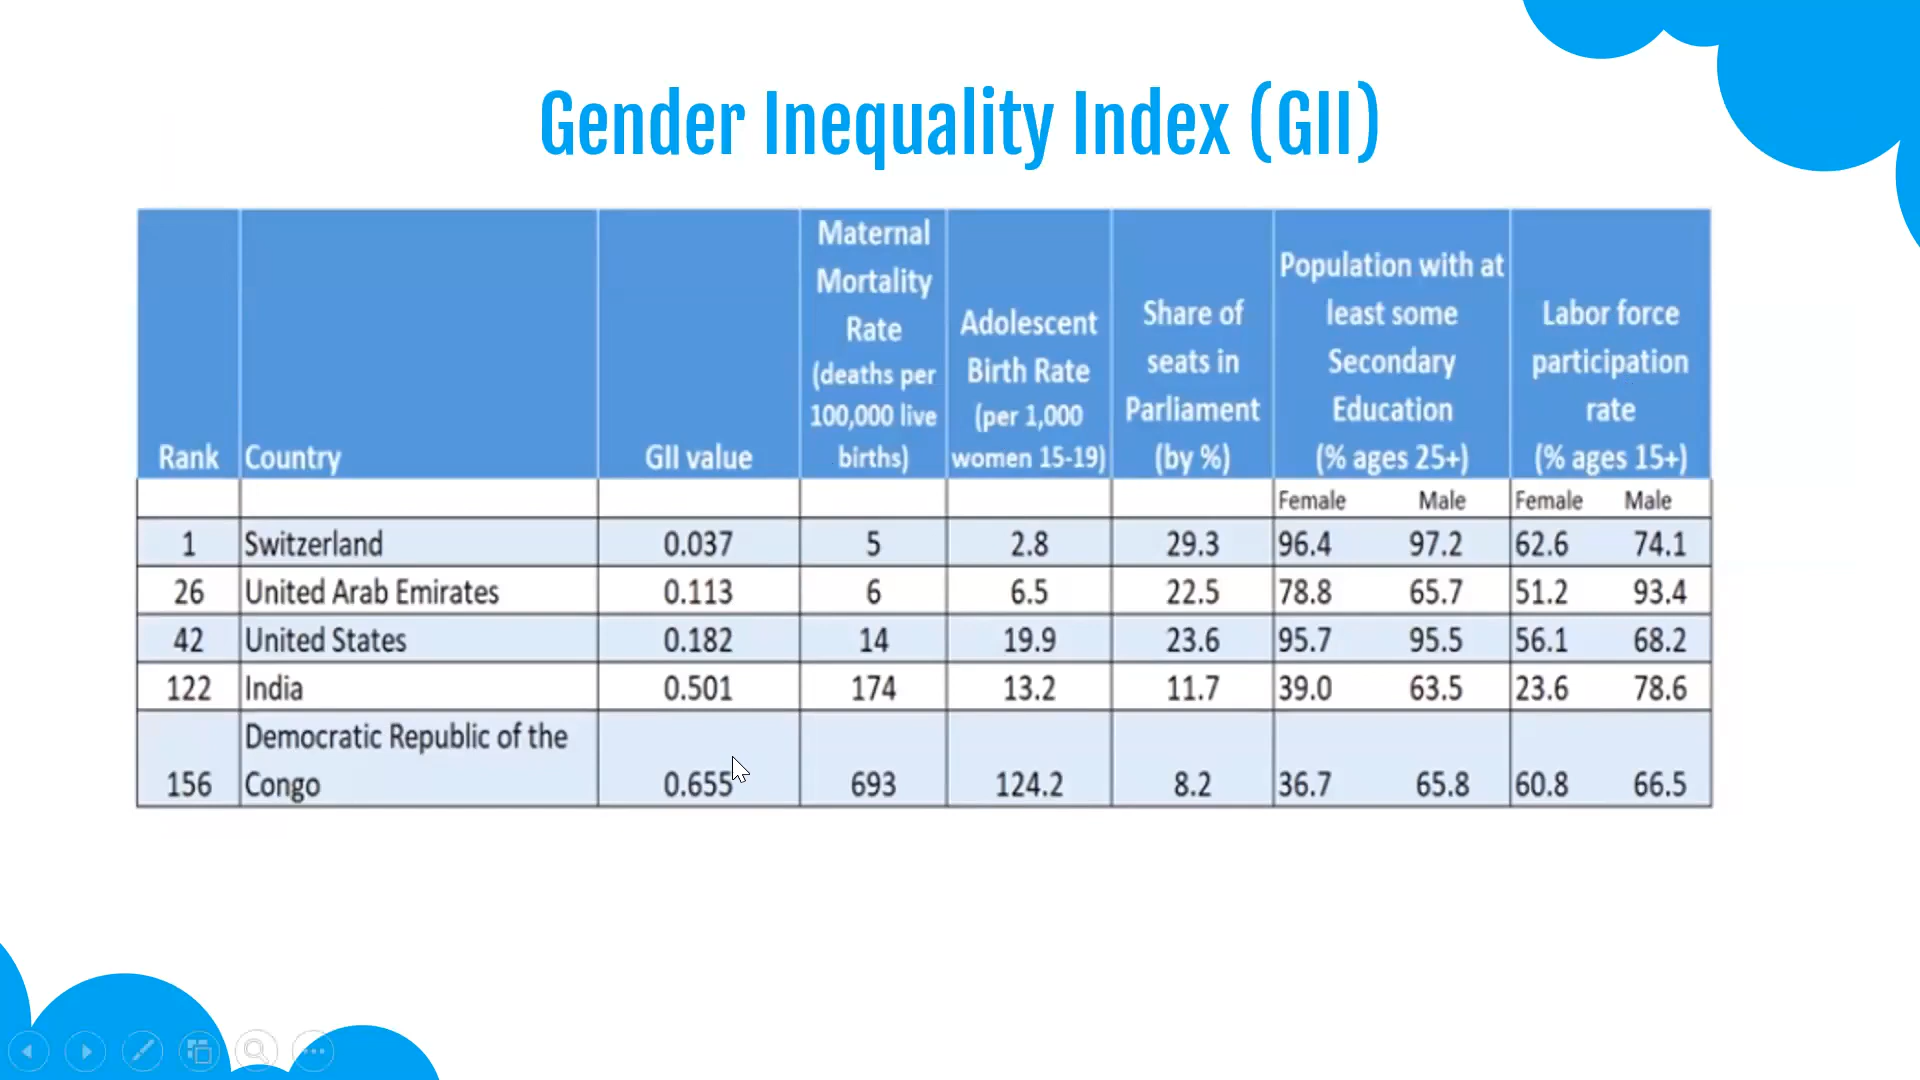 Gender Inequality Index (GII)
Rank
Country
GII value
Maternal
Mortality
Rate
(deaths per
100,000 live
births)
Adolescent
Birth Rate
(per 1,000
women 15-19)
Share of
seats in
Parliament
(by %)
Population with at
least some
Secondary
Education
(% ages 25+)
Labor force
participation
rate
(% ages 15+)
Female Male Female Male
1 Switzerland 0.037 5 2.8 29.3 96.4 97.2 62.6 74.1
26 United Arab Emirates 0.113 6 6.5 22.5 78.8 65.7 51.2 93.4
42 United States 0.182 14 19.9 23.6 95.7 95.5 56.1 68.2
122 India 0.501 174 13.2 11.7 39.0 63.5 23.6 78.6
Democratic Republic of the
156 Congo 0.655 693 124.2 8.2 36.7 65.8 60.8 66.5